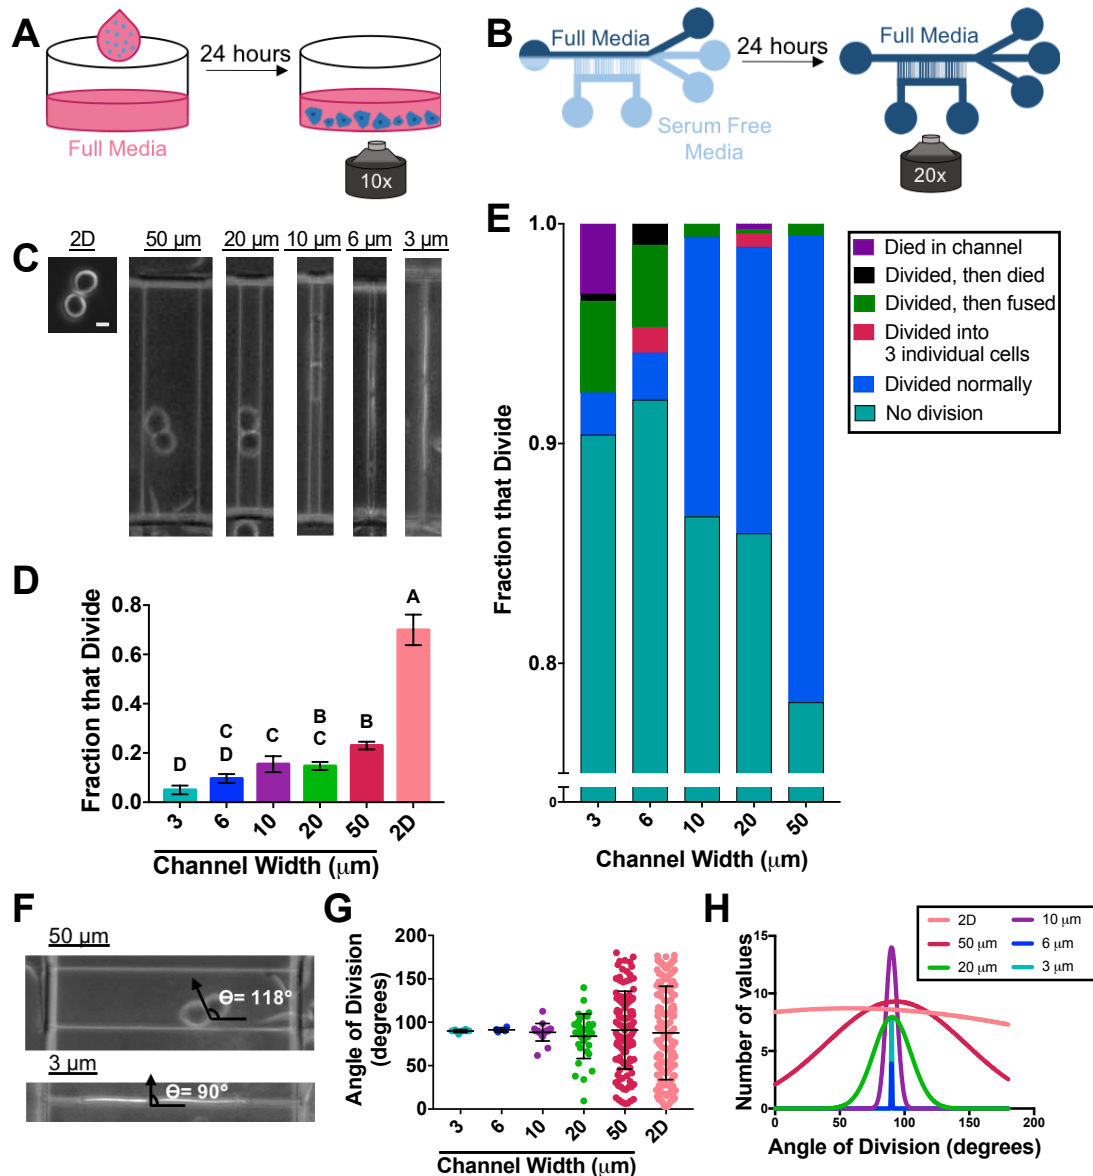 A
24 hours
Full Media
10x
B
Full Media
24 hours
Full Media
Serum Free
Media
20x
C
2D
50 μm
20 μm
10 μm
6 μm
3 μm
D
Fraction that Divide
0.8
0.6
0.4
0.2
0.0
D
C
D
C
B
C
B
A
3
6
10
20
50
2D
Channel Width (μm)
E
Fraction that Divide
1.0
0.9
0.8
0
3
6
10
20
50
Channel Width (μm)
Died in channel
Divided, then died
Divided, then fused
Divided into
3 individual cells
Divided normally
No division
F
50 μm
Θ= 118°
3 μm
Θ= 90°
G
Angle of Division
(degrees)
200
150
100
50
0
3
6
10
20
50
2D
Channel Width (μm)
H
2D
50 μm
20 μm
10 μm
6 μm
3 μm
Number of values
15
10
5
0
0
50
100
150
200
Angle of Division (degrees)